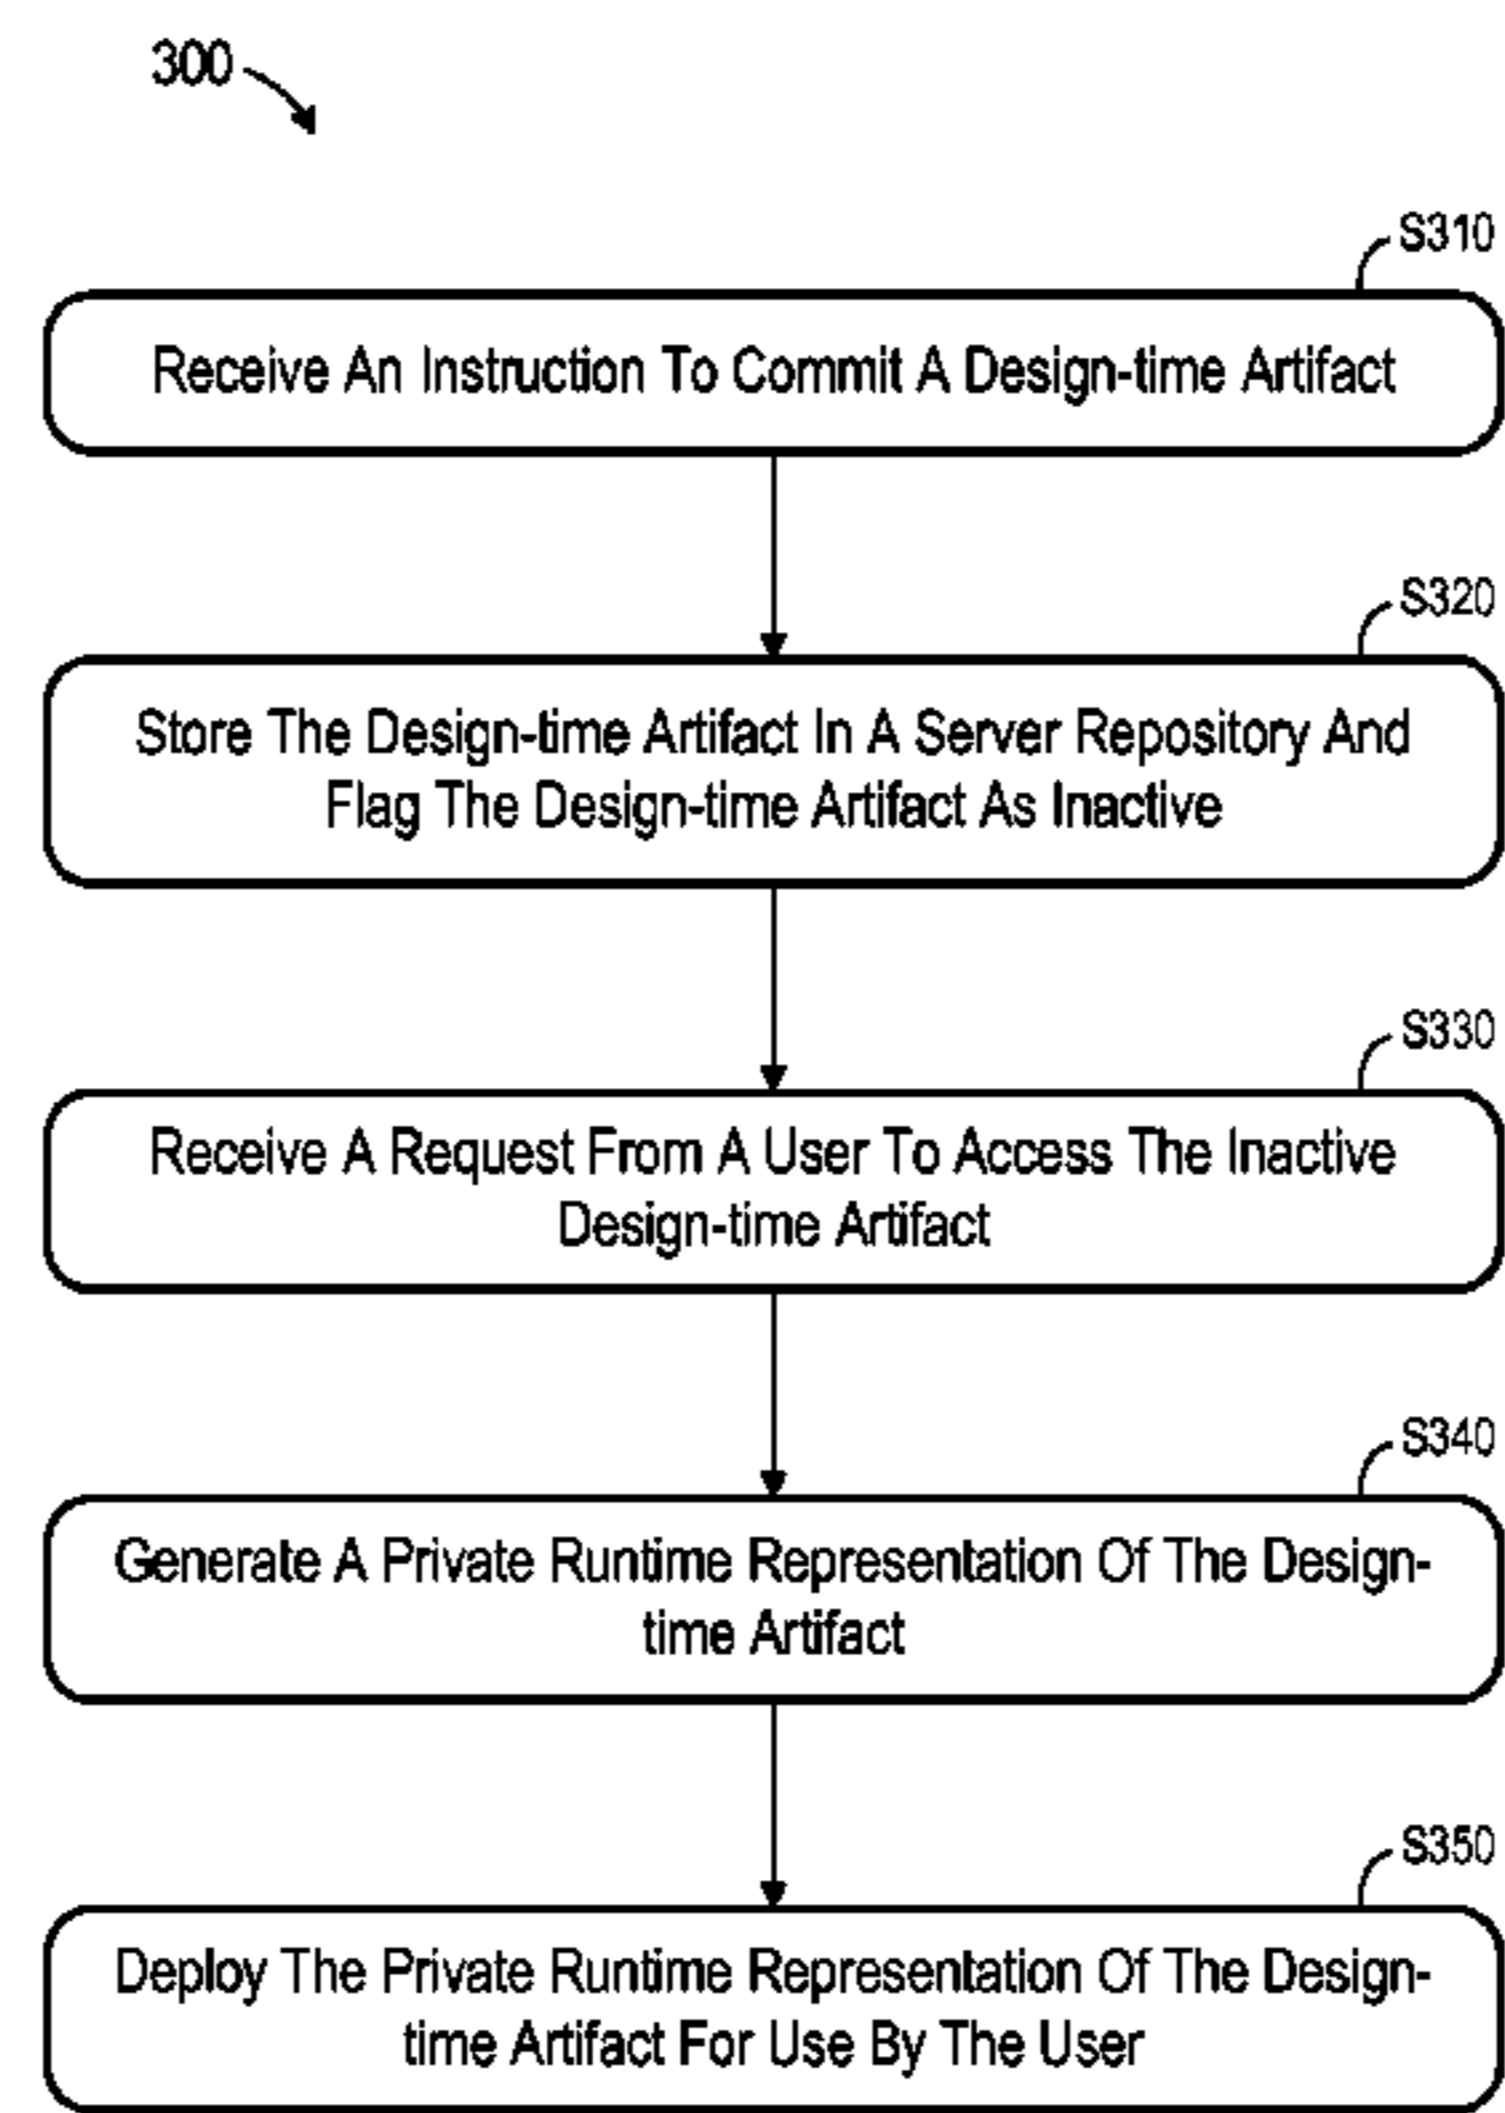 300
S310
Receive An Instruction To Commit A Design-time Artifact
S320
Store The Design-time Artifact In A Server Repository And
Flag The Design-time Artifact As Inactive
S330
Receive A Request From A User To Access The Inactive
Design-time Artifact
S340
Generate A Private Runtime Representation Of The Design-
time Artifact
S350
Deploy The Private Runtime Representation Of The Design-
time Artifact For Use By The User